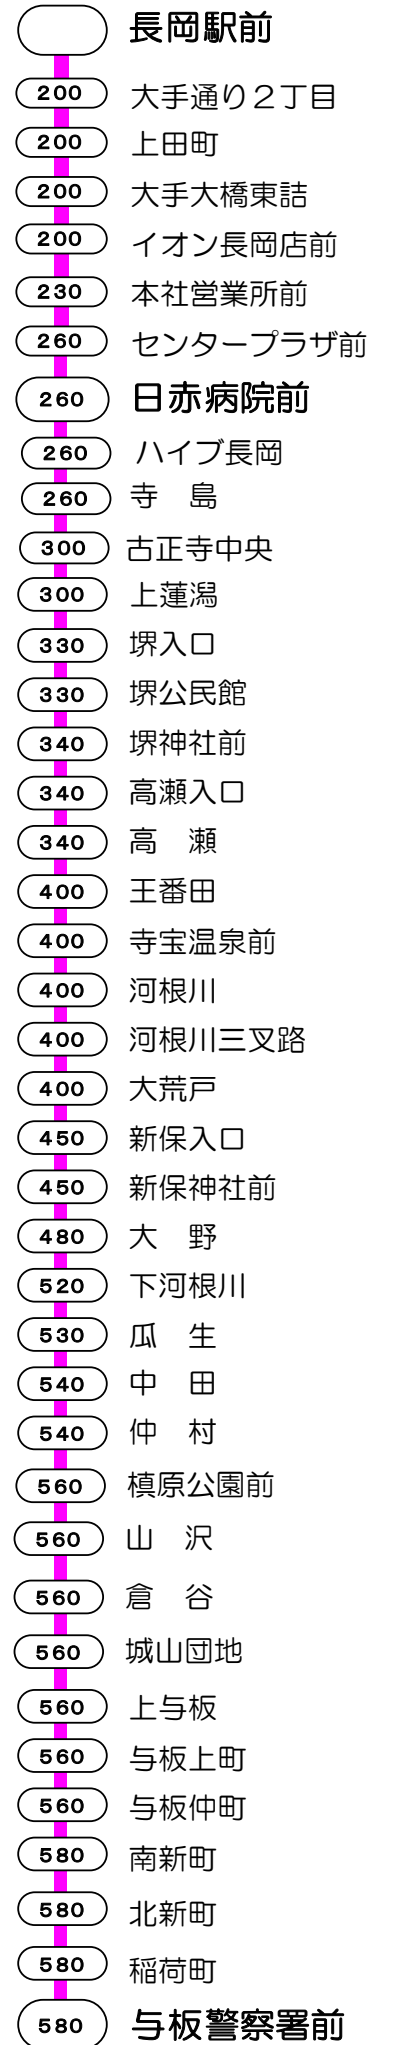 長岡駅前
200 大手通り２丁目
200 上田町
200 大手大橋東詰
200 イオン長岡店前
230 本社営業所前
260 センタープラザ前
260 日赤病院前
260 ハイブ長岡
260 寺　島
300 古正寺中央
300 上蓮潟
330 堺入口
330 堺公民館
340 堺神社前
340 高瀬入口
340 高　瀬
400 王番田
400 寺宝温泉前
400 河根川
400 河根川三叉路
400 大荒戸
450 新保入口
450 新保神社前
480 大　野
520 下河根川
530 瓜　生
540 中　田
540 仲　村
560 槙原公園前
560 山　沢
560 倉　谷
560 城山団地
560 上与板
560 与板上町
560 与板仲町
580 南新町
580 北新町
580 稲荷町
580 与板警察署前